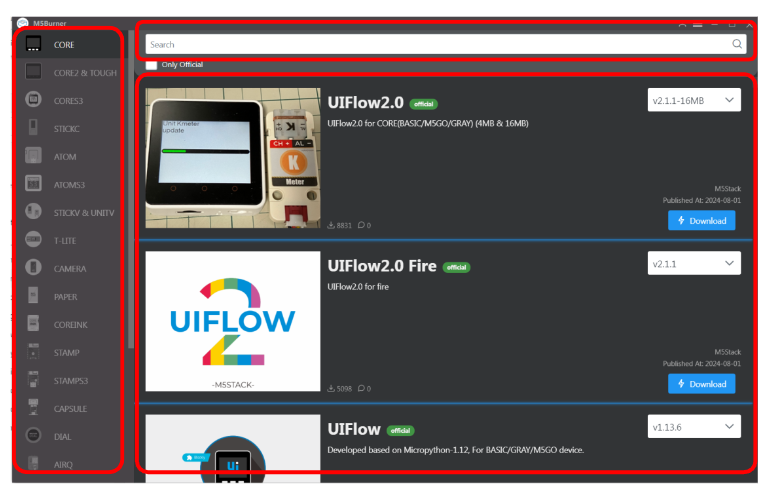 M5Burner
CORE
CORE2 & TOUGH
CORES3
STICKC
ATOM
ATOMS3
STICKV & UNITV
T-LITE
CAMERA
PAPER
COREINK
STAMP
STAMPS3
CAPSULE
DIAL
AIRQ
Search
Only Official
Unit Kmeter
update
CH + AL -
K
Meter
UIFlow2.0 official
v2.1.1-16MB
UIFlow2.0 for CORE(BASIC/M5GO/GRAY) (4MB & 16MB)
M5Stack
Published At: 2024-08-01
8831 0
Download
2
UIFLOW
-M5STACK-
UIFlow2.0 Fire official
v2.1.1
UIFlow2.0 for fire
M5Stack
Published At: 2024-08-01
5098 0
Download
Ui
UIFlow official
v1.13.6
Developed based on Micropython-1.12, For BASIC/GRAY/M5GO device.